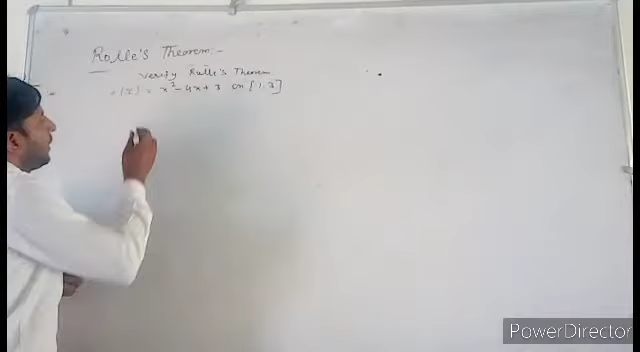 Rolle's Theorem:-
Verify Rolle's Theorem
f(x) = x² - 4x + 3 on [1,3]
PowerDirector